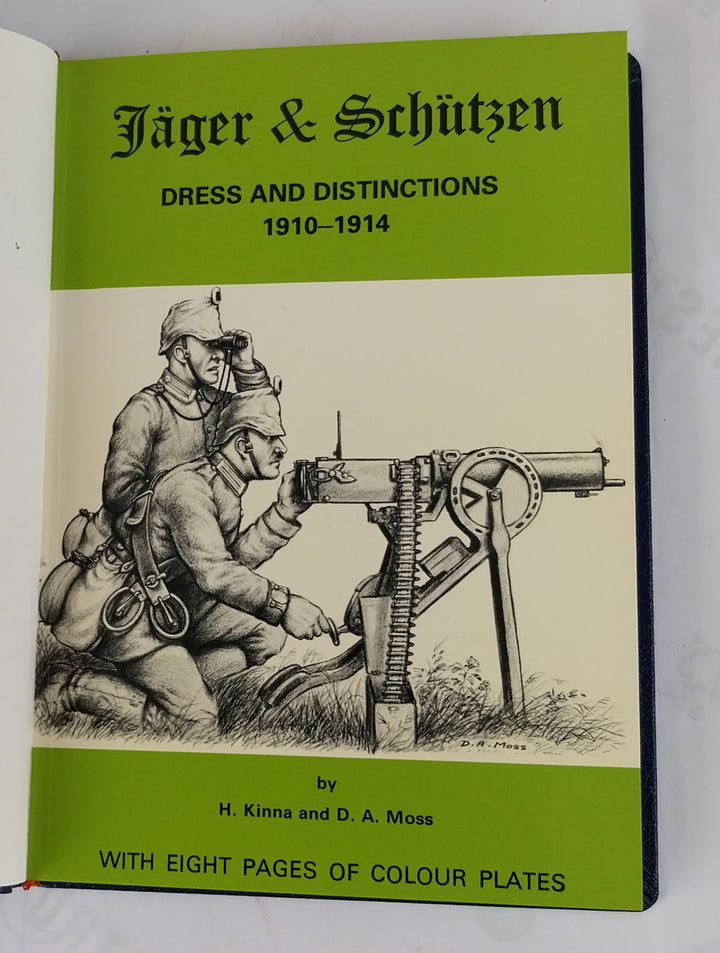 Jäger & Schützen
DRESS AND DISTINCTIONS
1910–1914
D. A. Moss
by
H. Kinna and D. A. Moss
WITH EIGHT PAGES OF COLOUR PLATES